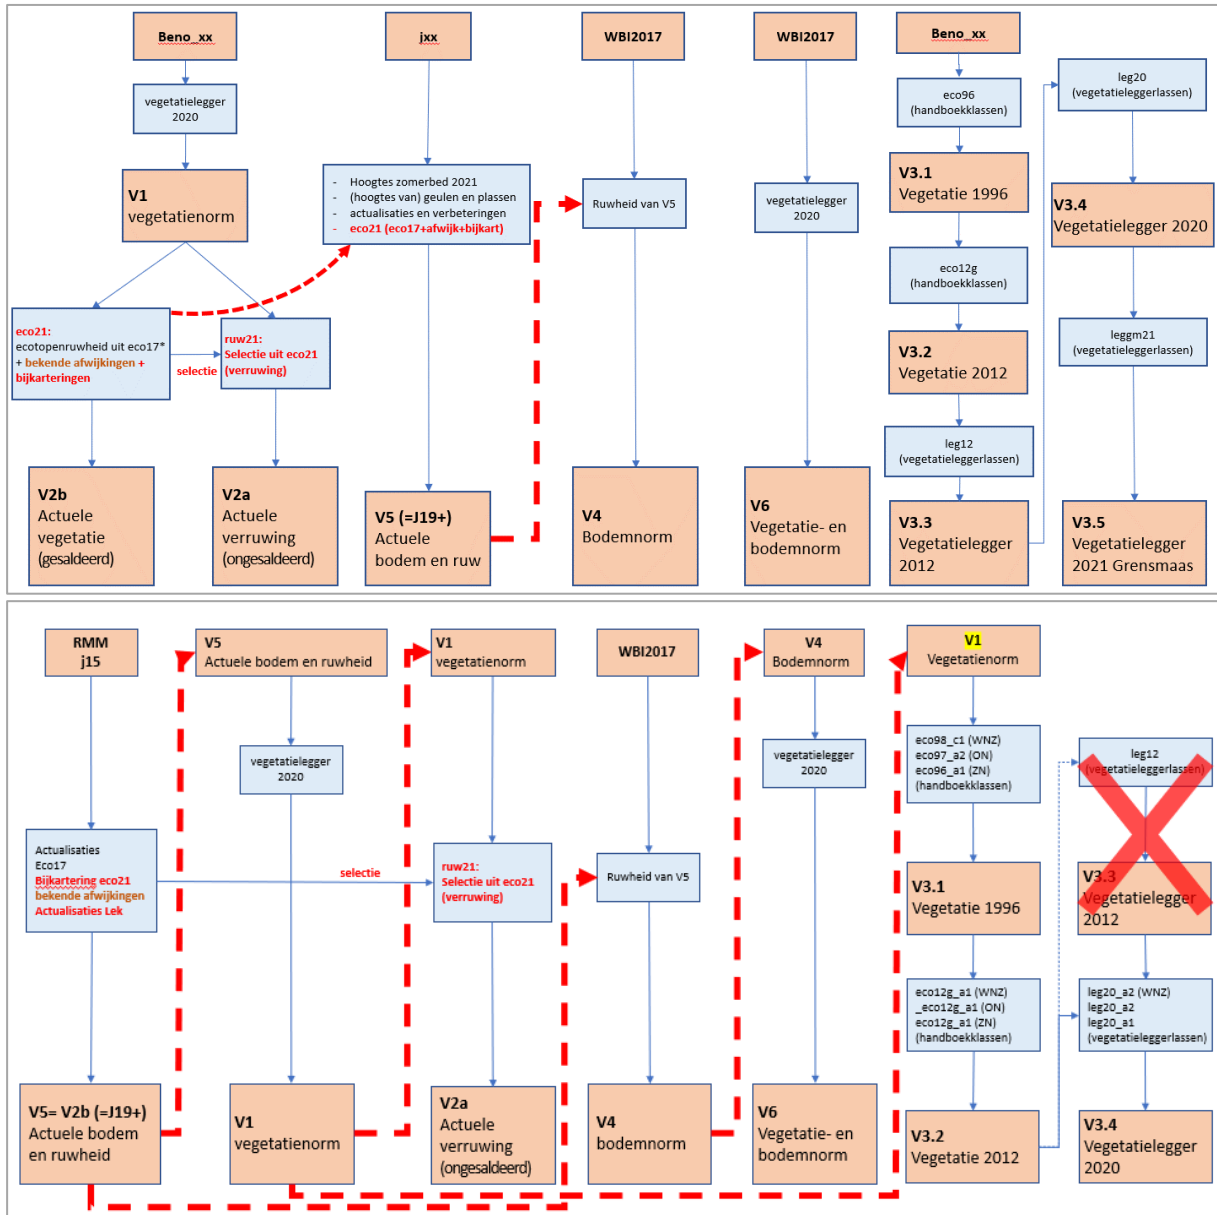 Beno_xx
vegetatielegger
2020
V1
vegetatienorm
eco21:
ecotopenruwheid uit eco17*
+ bekende afwijkingen +
bijkarteringen
selectie
ruw21:
Selectie uit eco21
(verruwing)
V2b
Actuele
vegetatie
(gesaldeerd)
V2a
Actuele
verruwing
(ongesaldeerd)
jxx
- Hoogtes zomerbed 2021
- (hoogtes van) geulen en plassen
- actualisaties en verbeteringen
- eco21 (eco17+afwijk+bijkart)
V5 (=J19+)
Actuele
bodem en ruw
WBI2017
Ruwheid van V5
V4
Bodemnorm
WBI2017
vegetatielegger
2020
V6
Vegetatie- en
bodemnorm
Beno_xx
eco96
(handboekklassen)
V3.1
Vegetatie 1996
eco12g
(handboekklassen)
V3.2
Vegetatie 2012
leg12
(vegetatieleggerlassen)
V3.3
Vegetatielegger
2012
leg20
(vegetatieleggerlassen)
V3.4
Vegetatielegger 2020
leggm21
(vegetatieleggerlassen)
V3.5
Vegetatielegger
2021 Grensmaas
RMM
j15
Actualisaties
Eco17
Bijkartering eco21
bekende afwijkingen
Actualisaties Lek
V5= V2b (=J19+)
Actuele bodem
en ruwheid
V5
Actuele bodem en ruwheid
vegetatielegger
2020
V1
vegetatienorm
selectie
V1
vegetatienorm
ruw21:
Selectie uit eco21
(verruwing)
V2a
Actuele
verruwing
(ongesaldeerd)
WBI2017
Ruwheid van V5
V4
bodemnorm
V4
Bodemnorm
vegetatielegger
2020
V6
Vegetatie- en
bodemnorm
V1
Vegetatienorm
eco98_c1 (WNZ)
eco97_a2 (ON)
eco96_a1 (ZN)
(handboekklassen)
V3.1
Vegetatie 1996
eco12g_a1 (WNZ)
_eco12g_a1 (ON)
eco12g_a1 (ZN)
(handboekklassen)
V3.2
Vegetatie 2012
leg12
(vegetatieleggerlassen)
V3.3
Vegetatielegger
2012
leg20_a2 (WNZ)
leg20_a2
leg20_a1
(vegetatieleggerlassen)
V3.4
Vegetatielegger
2020